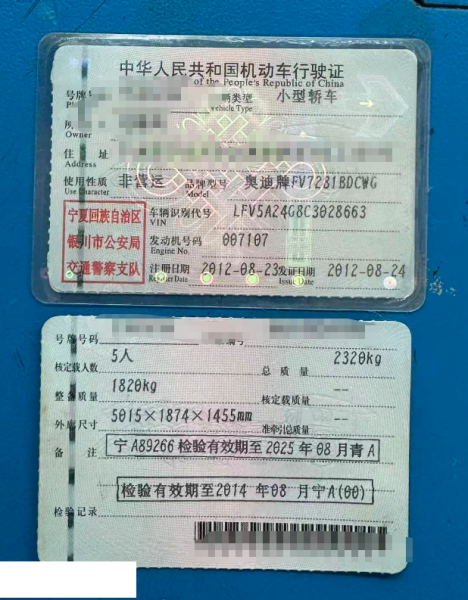 中华人民共和国机动车行驶证
of the People's Republic of China
号牌 类型 小型轿车
Vehicle Type
所
Owner
住 址
Address
使用性质 非营运 品牌型号 奥迪牌FV7281BDCWG
Use Character Model
宁夏回族自治区 车辆识别代号 LFV5A24G8C3028663
VIN
银川市公安局 发动机号码 007107
Engine No.
交通警察支队 注册日期 2012-08-23 发证日期 2012-08-24
Register Date Issue Date
号牌号码
核定载人数 5人 总质量 2320kg
整备质量 1820kg 核定载质量 --
外廓尺寸 5015×1874×1455mm 准牵引总质量 --
备 注 宁A89266 检验有效期至2025年08月青A
检验有效期至2014年08月宁A(00)
检验记录